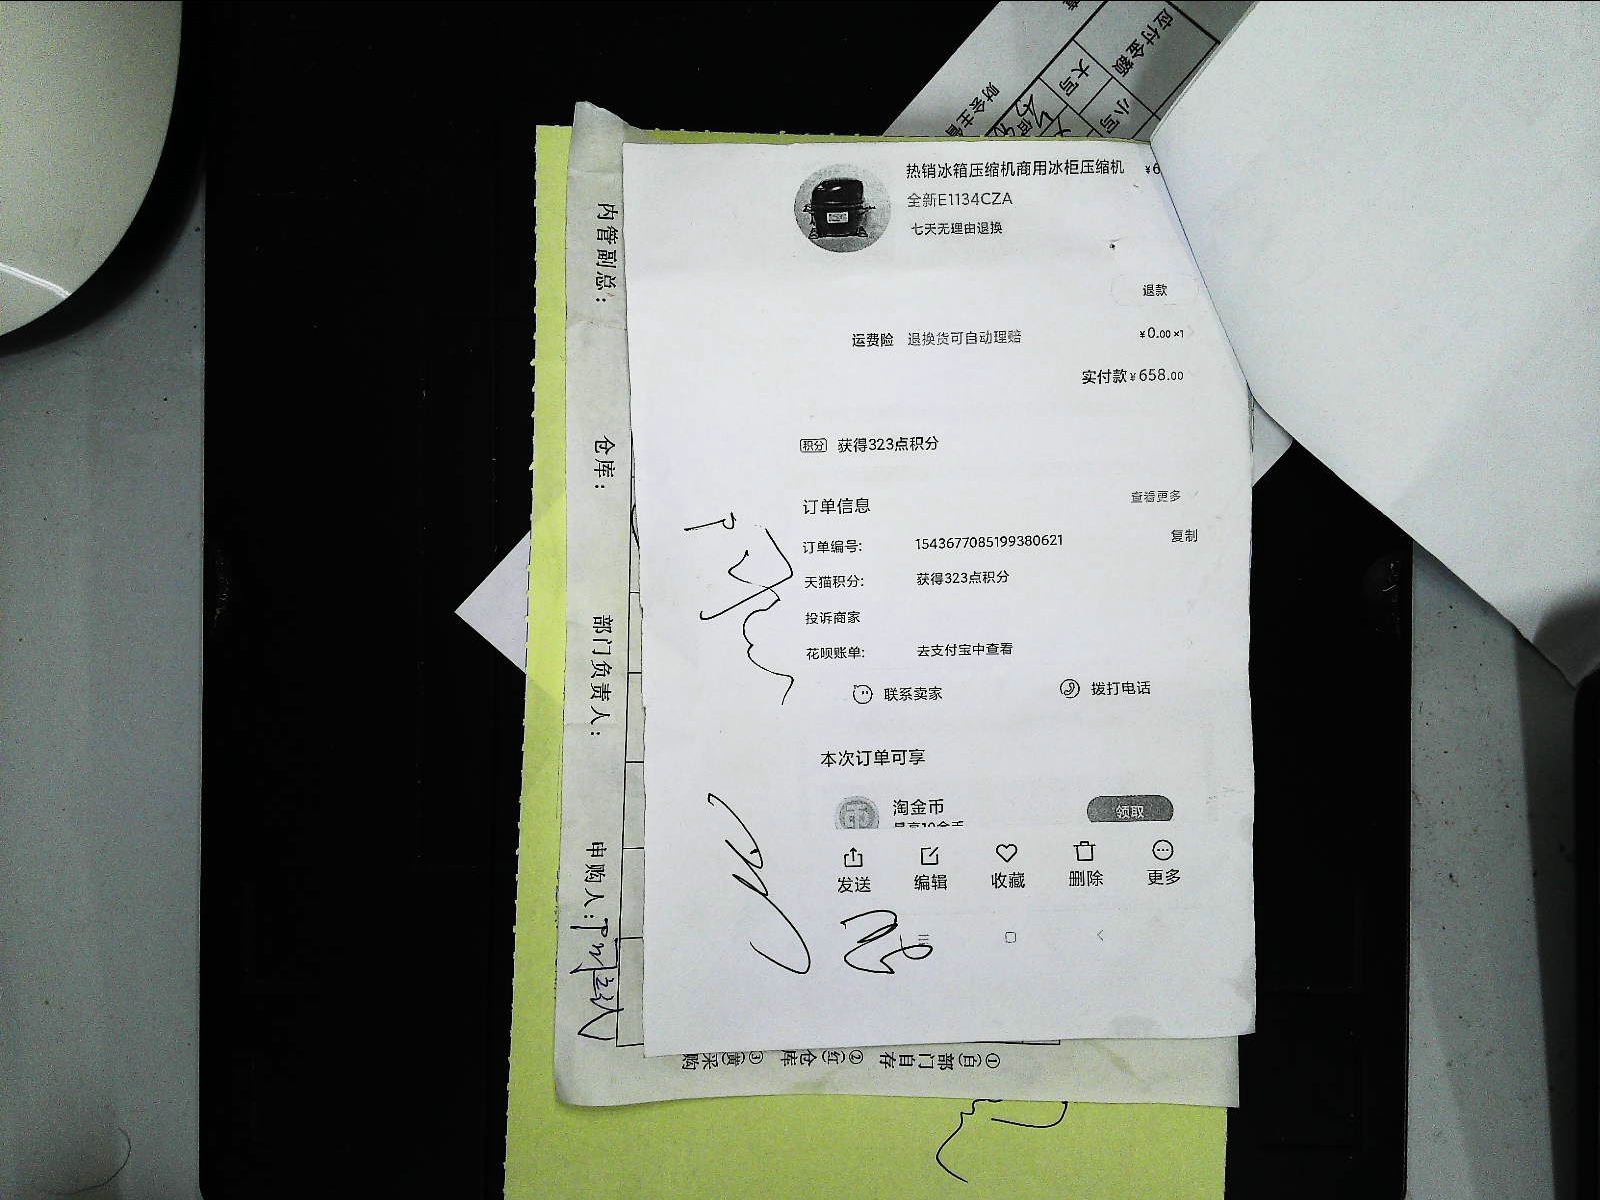 热销冰箱压缩机商用冰柜压缩机 ¥6
全新E1134CZA
七天无理由退换
退款
运费险 退换货可自动理赔 ¥0.00 ×1
实付款¥658.00
积分 获得323点积分
订单信息 查看更多
订单编号: 1543677085199380621 复制
天猫积分: 获得323点积分
投诉商家
花呗账单: 去支付宝中查看
联系卖家 拨打电话
本次订单可享
淘金币 领取
发送 编辑 收藏 删除 更多
内管副总:
仓库:
部门负责人:
申购人:
①(白)部门自存 ②(红)仓库 ③(黄)采购
应付金额
大写
小写
财会主管